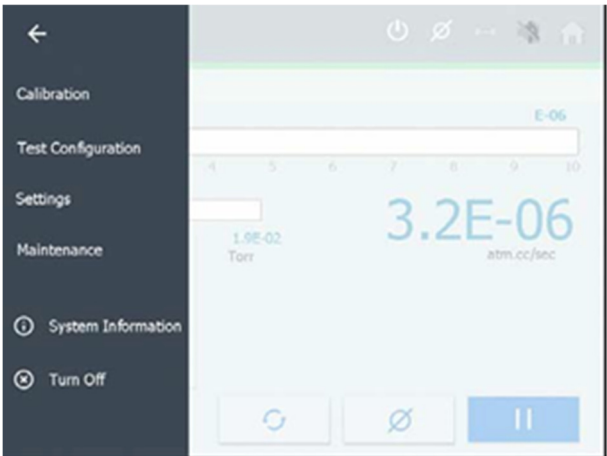 Calibration
E-06
Test Configuration
4 5 6 7 8 9 10
Settings
3.2E-06
1.9E-02
Torr
atm.cc/sec
Maintenance
System Information
Turn Off